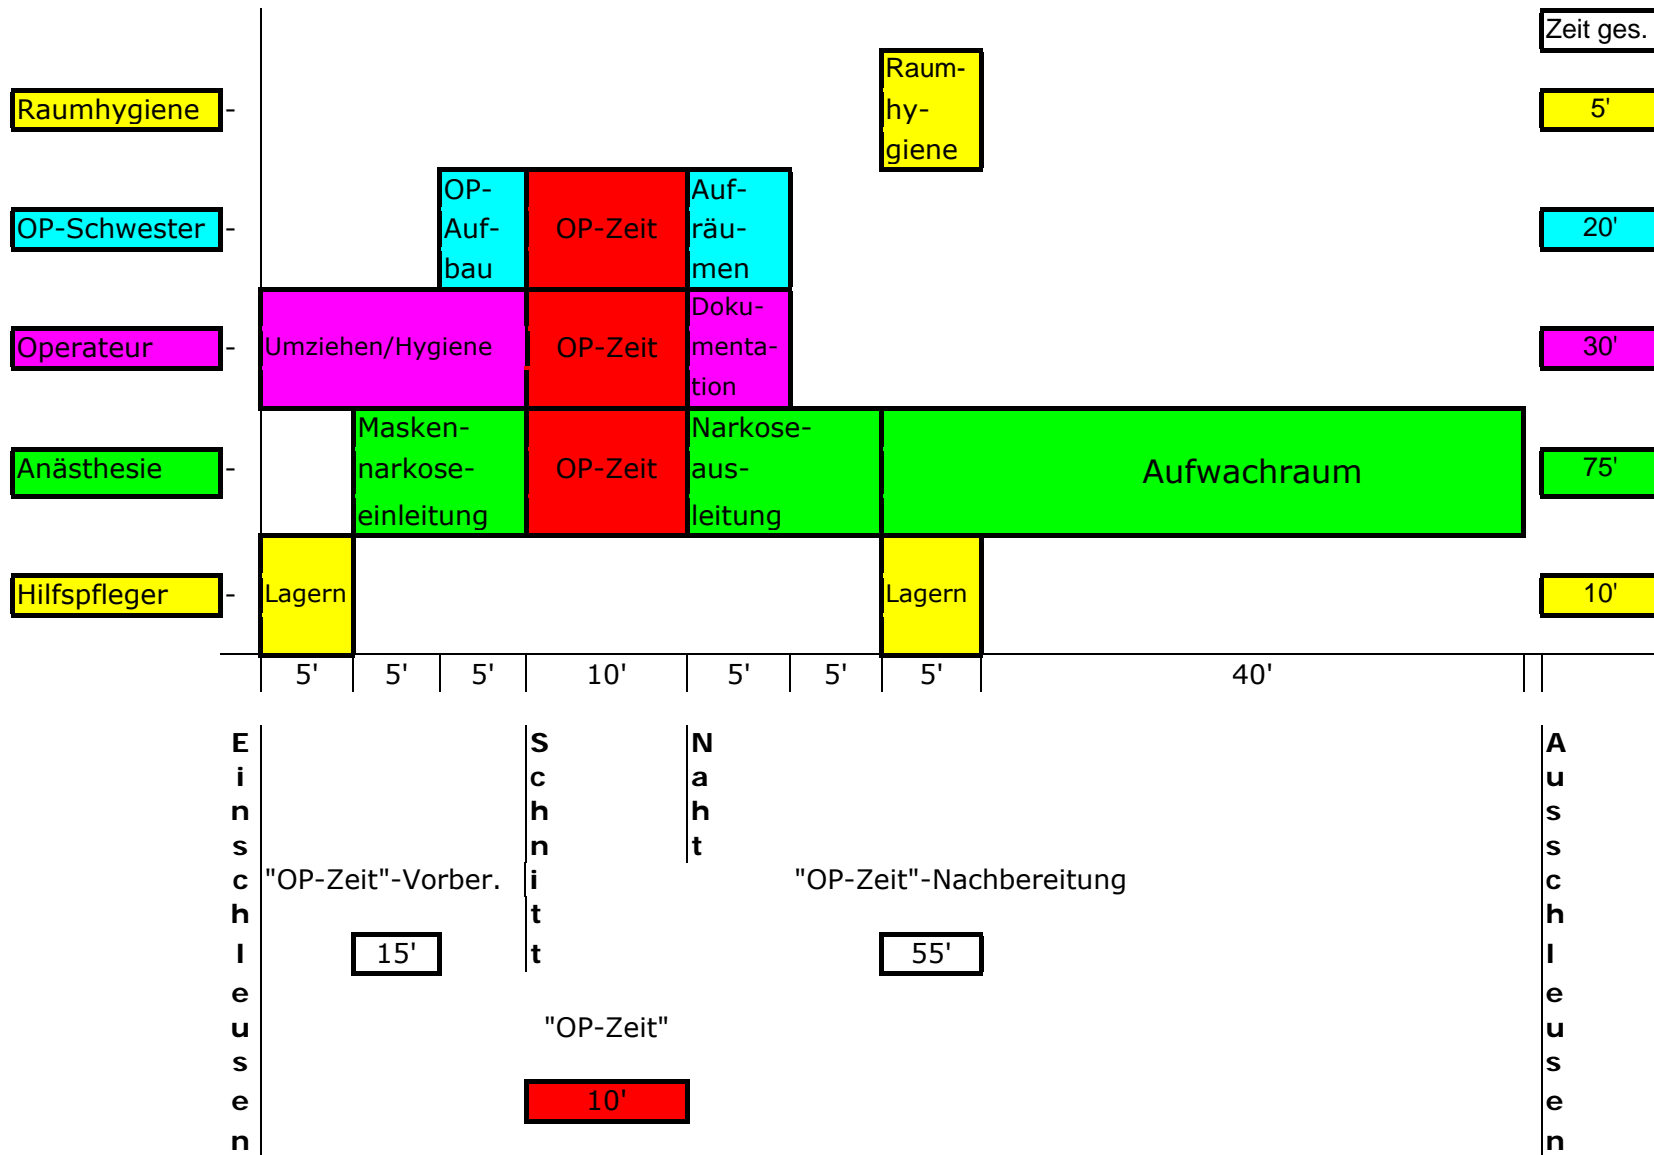 Zeit ges.
Raumhygiene -
Raum-
hy-
giene
5'
OP-Schwester -
OP-
Auf-
bau
OP-Zeit
Auf-
räu-
men
20'
Operateur -
Umziehen/Hygiene
OP-Zeit
Doku-
menta-
tion
30'
Anästhesie -
Masken-
narkose-
einleitung
OP-Zeit
Narkose-
aus-
leitung
Aufwachraum
75'
Hilfspfleger -
Lagern
Lagern
10'
5' 5' 5' 10' 5' 5' 5' 40'
Einschleusen
Schnitt
Naht
Ausschleusen
"OP-Zeit"-Vorber.
"OP-Zeit"-Nachbereitung
15'
55'
"OP-Zeit"
10'